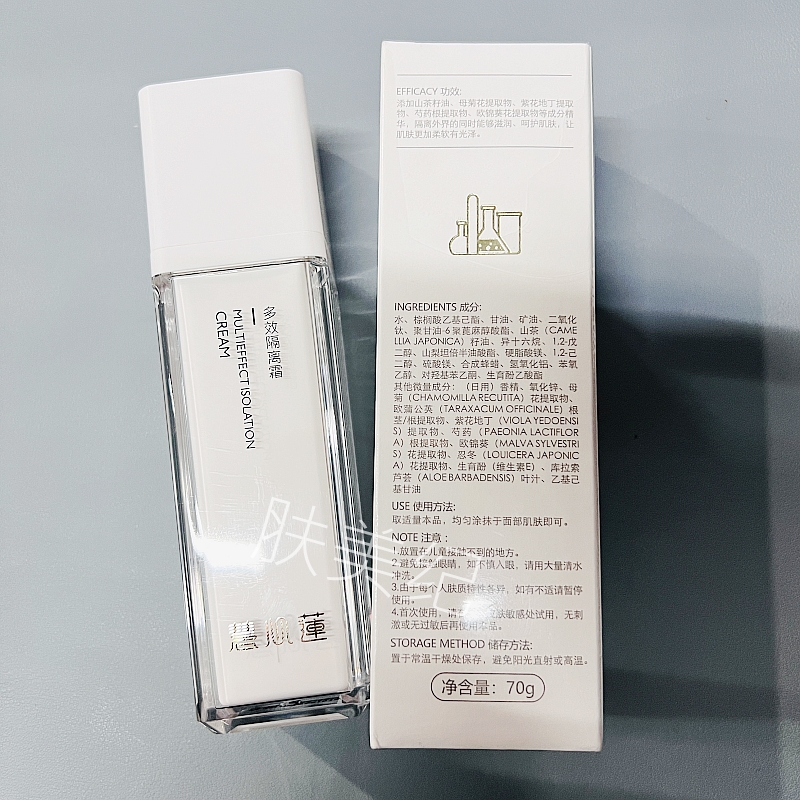 多效隔离霜
MULTIEFFECT ISOLATION
CREAM
蓮
EFFICACY 功效:
添加山茶籽油、母菊花提取物、紫花地丁提取
物、芍药根提取物、欧锦葵花提取物等成分精
华，隔离外界的同时能够滋润、呵护肌肤，让
肌肤更加柔软有光泽。
INGREDIENTS 成分:
水、棕榈酸乙基己酯、甘油、矿油、二氧化
钛、聚甘油-6 聚蓖麻醇酸酯、山茶（CAME
LLIA JAPONICA）籽油、异十六烷、1,2-戊
二醇、山梨坦倍半油酸酯、硬脂酸镁、1,2-己
二醇、硫酸镁、合成蜂蜡、氢氧化铝、苯氧
乙醇、对羟基苯乙酮、生育酚乙酸酯
其他微量成分：（日用）香精、氧化锌、母
菊（CHAMOMILLA RECUTITA）花提取物、
欧蒲公英（TARAXACUM OFFICINALE）根
茎/根提取物、紫花地丁（VIOLA YEDOENSI
S）提取物、芍药（PAEONIA LACTIFLOR
A）根提取物、欧锦葵（MALVA SYLVESTRI
S）花提取物、忍冬（LOUICERA JAPONIC
A）花提取物、生育酚（维生素E）、库拉索
芦荟（ALOE BARBADENSIS）叶汁、乙基己
基甘油
USE 使用方法:
取适量本品，均匀涂抹于面部肌肤即可。
NOTE 注意：
1.放置在儿童接触不到的地方。
2.避免接触眼睛，如不慎入眼，请用大量清水
冲洗。
3.由于每个人肤质特性各异，如有不适请暂停
使用。
4.首次使用，请在肤敏感处试用，无刺
激或无过敏后再使用本品。
STORAGE METHOD 储存方法:
置于常温干燥处保存，避免阳光直射或高温。
净含量：70g
肤美